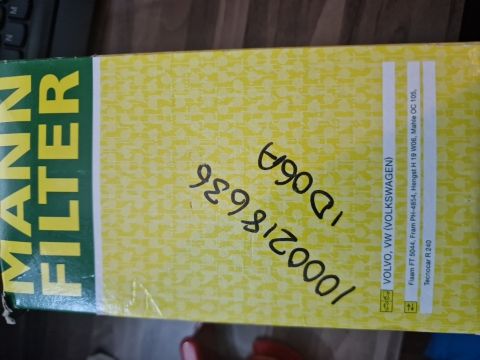 MANN
FILTER
1000218636
1D06A
VOLVO, VW (VOLKSWAGEN)
Fiaam FT 5044, Fram PH-4854, Hengst H 19 W06, Mahle OC 105,
Tecnocar R 240